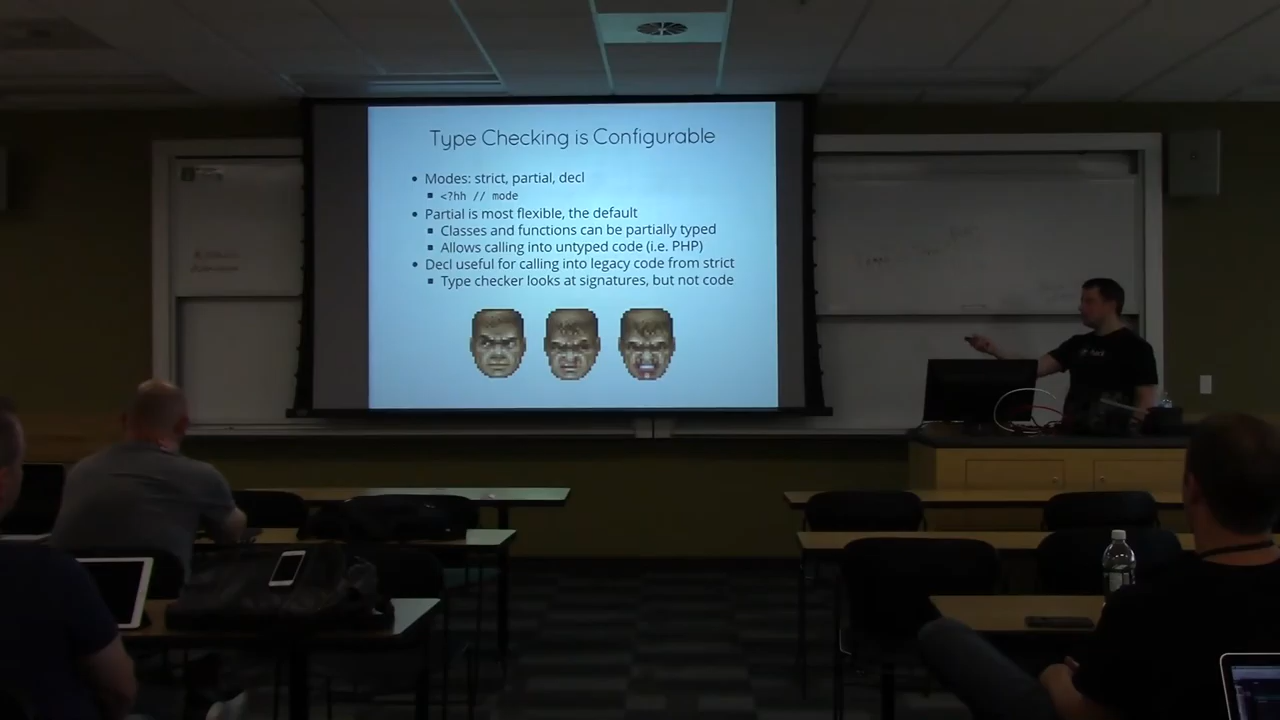 Type Checking is Configurable
• Modes: strict, partial, decl
▪ <?hh // mode
• Partial is most flexible, the default
▪ Classes and functions can be partially typed
▪ Allows calling into untyped code (i.e. PHP)
• Decl useful for calling into legacy code from strict
▪ Type checker looks at signatures, but not code